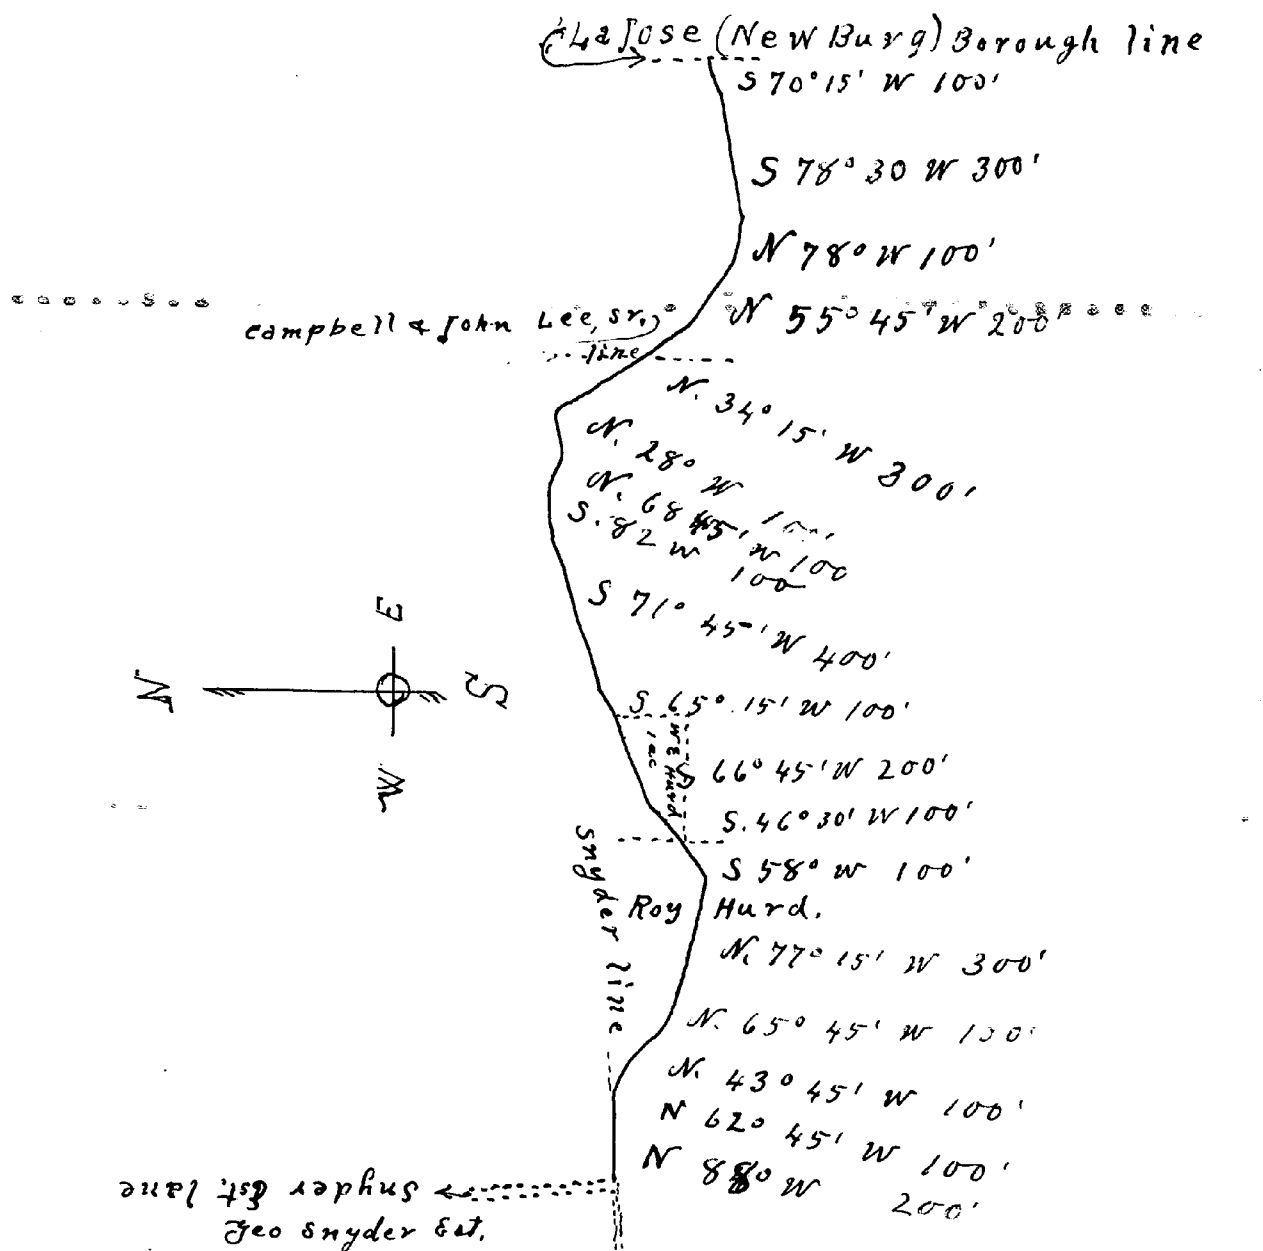 LaJose (New Burg) Borough line
S 70° 15' W 100'
S 78° 30 W 300'
N 78° W 100'
N 55° 45' W 200'
Campbell & John Lee, Sr.,
line
N. 34° 15' W 300'
N. 28° W 100'
N. 68 45' W 100
S. 82 W 100
S 71° 45' W 400'
E
N
S
W
S 65° 15' W 100'
W E Hurd
1 ac
S 66° 45' W 200'
S. 46° 30' W 100'
S 58° W 100'
Snyder line
Roy Hurd.
N. 77° 15' W 300'
N. 65° 45' W 100'
N. 43° 45' W 100'
N 62° 45' W 100'
N 88° W 200'
Snyder Est. lane
Geo Snyder Est.